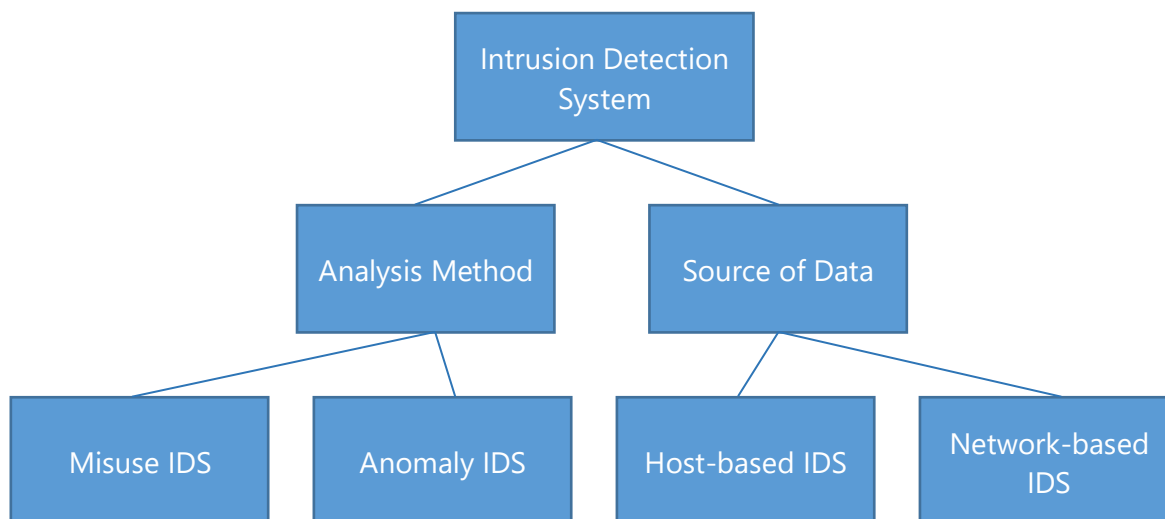 Intrusion Detection
System
Analysis Method
Source of Data
Misuse IDS
Anomaly IDS
Host-based IDS
Network-based
IDS